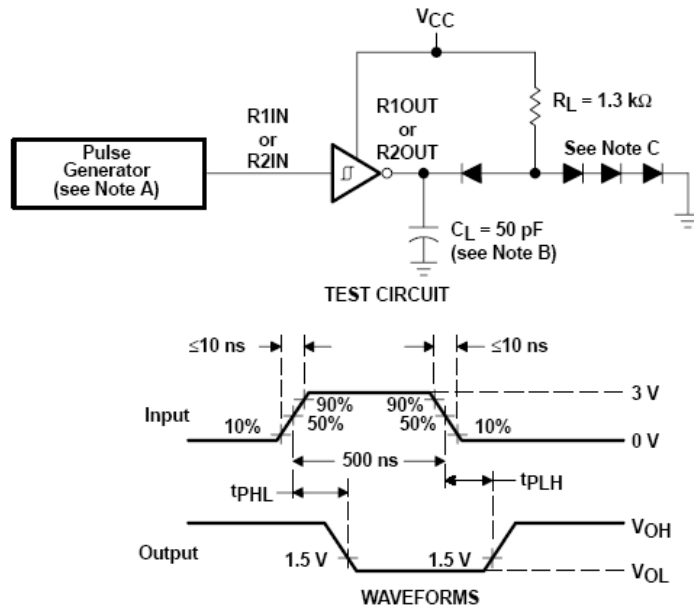 VCC
RL = 1.3 kΩ
R1IN
or
R2IN
R1OUT
or
R2OUT
See Note C
Pulse
Generator
(see Note A)
CL = 50 pF
(see Note B)
TEST CIRCUIT
≤10 ns
≤10 ns
3 V
90%
90%
Input
10%
50%
50%
10%
0 V
500 ns
tPHL
tPLH
VOH
Output
1.5 V
1.5 V
VOL
WAVEFORMS